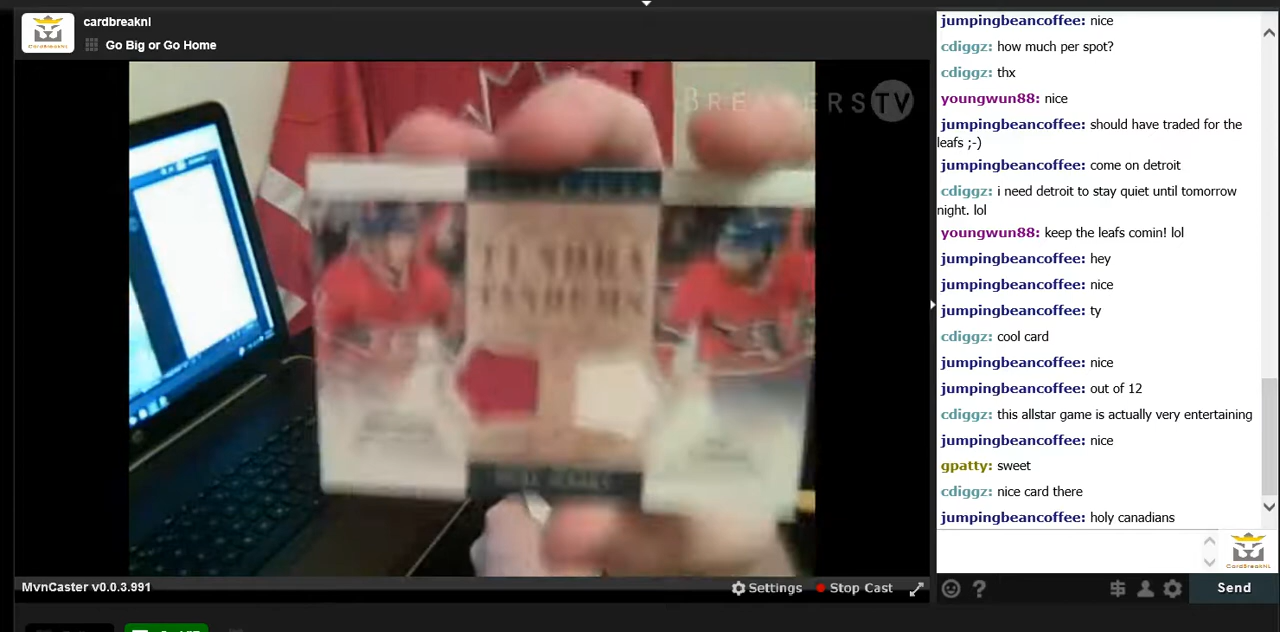 cardbreaknl
Go Big or Go Home
BREAKERS TV
MvnCaster v0.0.3.991
Settings
Stop Cast
jumpingbeancoffee: nice
cdiggz: how much per spot?
cdiggz: thx
youngwun88: nice
jumpingbeancoffee: should have traded for the
leafs ;-)
jumpingbeancoffee: come on detroit
cdiggz: i need detroit to stay quiet until tomorrow
night. lol
youngwun88: keep the leafs comin! lol
jumpingbeancoffee: hey
jumpingbeancoffee: nice
jumpingbeancoffee: ty
cdiggz: cool card
jumpingbeancoffee: nice
jumpingbeancoffee: out of 12
cdiggz: this allstar game is actually very entertaining
jumpingbeancoffee: nice
gpatty: sweet
cdiggz: nice card there
jumpingbeancoffee: holy canadians
CardBreakNL
?
Send